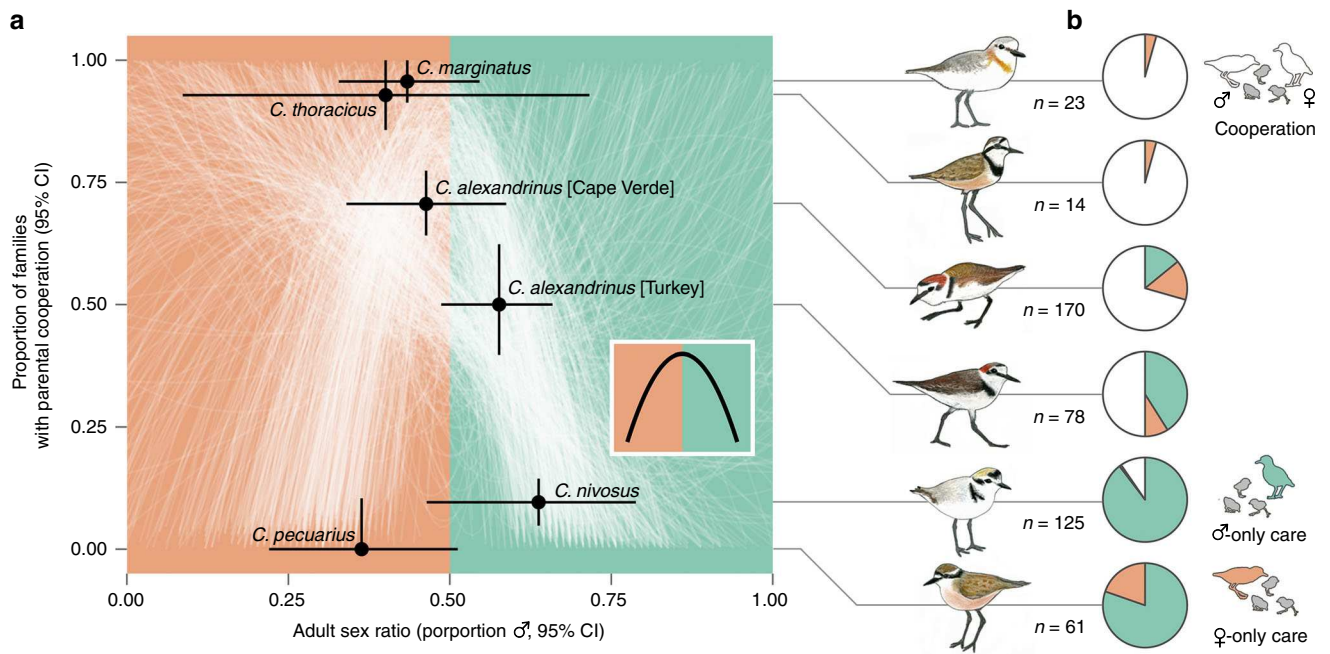 a
b
Proportion of families
with parental cooperation (95% CI)
1.00
0.75
0.50
0.25
0.00
C. marginatus
C. thoracicus
C. alexandrinus [Cape Verde]
C. alexandrinus [Turkey]
C. nivosus
C. pecuarius
0.00
0.25
0.50
0.75
1.00
Adult sex ratio (porportion ♂, 95% CI)
n = 23
n = 14
n = 170
n = 78
n = 125
n = 61
♂ ♀
Cooperation
♂-only care
♀-only care